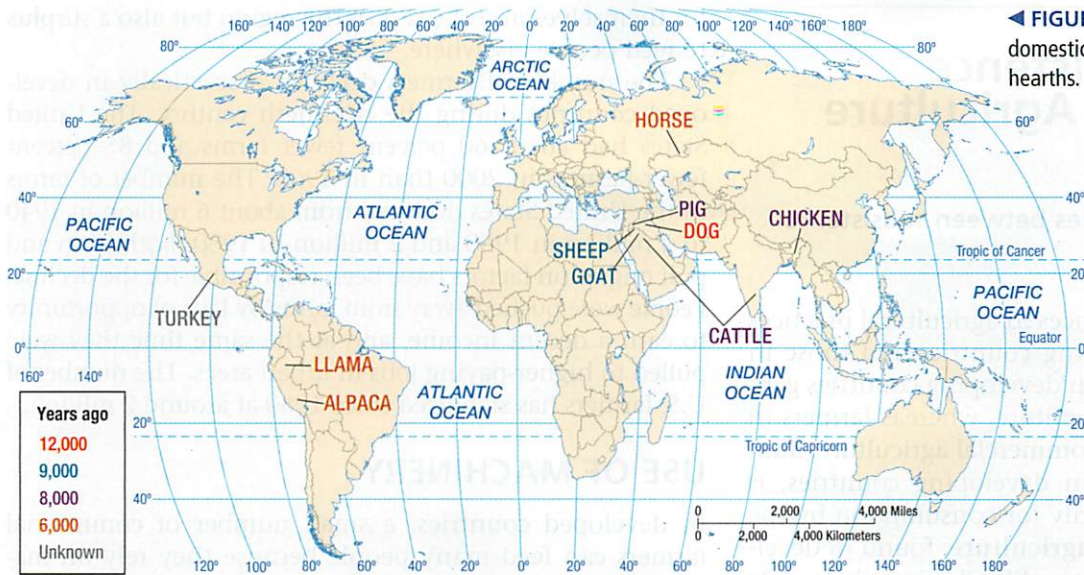 160° 140° 120° 100° 80° 60° 40° 20° 0° 20° 40° 60° 80° 100° 120° 140° 160° 180°
◀ FIGUR
domestic
hearths.
80° 80°
ARCTIC
OCEAN
60° 60°
HORSE
40° 40°
PACIFIC
OCEAN
ATLANTIC
OCEAN
PIG
DOG
CHICKEN
SHEEP
GOAT
Tropic of Cancer
20° 20°
PACIFIC
OCEAN
TURKEY
CATTLE
Equator
0° 0°
LLAMA
160° 140°
ALPACA
ATLANTIC
OCEAN
INDIAN
OCEAN
160°
20° 20°
Tropic of Capricorn
40° 40°
Years ago
12,000
9,000
8,000
6,000
Unknown
0 2,000 4,000 Miles
0 2,000 4,000 Kilometers
120° 100° 80° 60° 40° 20° 0° 20° 40° 60° 80° 100° 120° 140° 160° 180°
USE OF MACHINERY